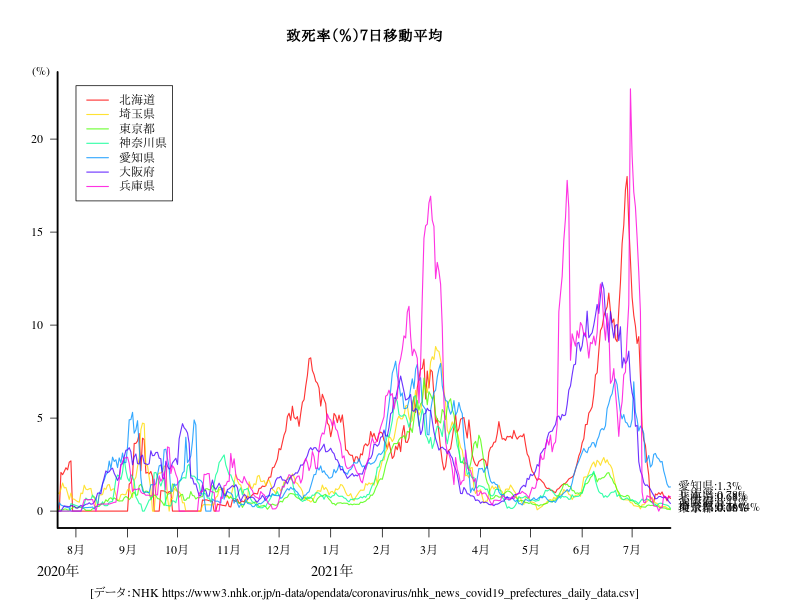 致死率(%)7日移動平均
(%)
20
15
10
5
0
北海道
埼玉県
東京都
神奈川県
愛知県
大阪府
兵庫県
愛知県:1.3%
8月 9月 10月 11月 12月 1月 2月 3月 4月 5月 6月 7月
2020年 2021年
[データ:NHK https://www3.nhk.or.jp/n-data/opendata/coronavirus/nhk_news_covid19_prefectures_daily_data.csv]